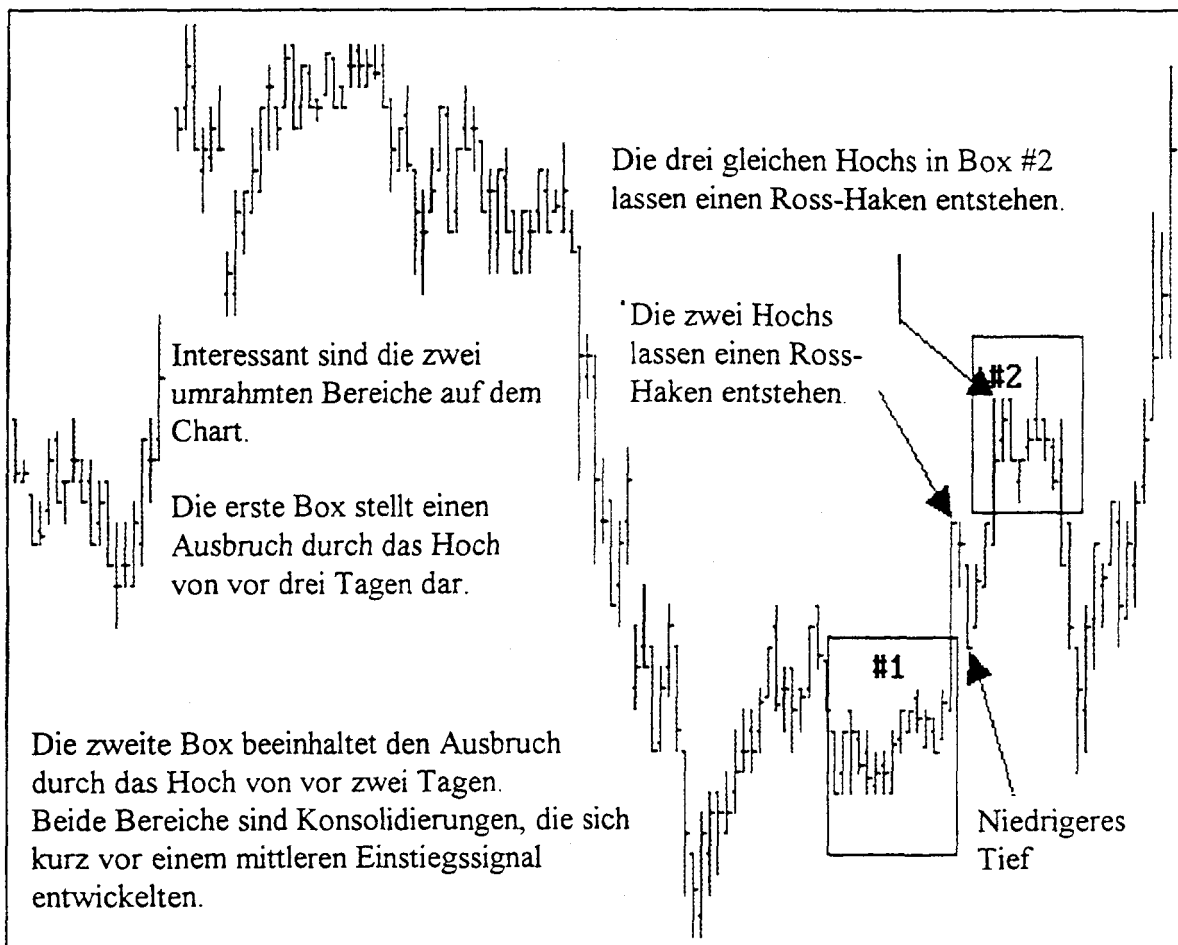 Die drei gleichen Hochs in Box #2
lassen einen Ross-Haken entstehen.
Die zwei Hochs
lassen einen Ross-
Haken entstehen.
#2
Interessant sind die zwei
umrahmten Bereiche auf dem
Chart.
Die erste Box stellt einen
Ausbruch durch das Hoch
von vor drei Tagen dar.
#1
Die zweite Box beeinhaltet den Ausbruch
durch das Hoch von vor zwei Tagen.
Beide Bereiche sind Konsolidierungen, die sich
kurz vor einem mittleren Einstiegssignal
entwickelten.
Niedrigeres
Tief